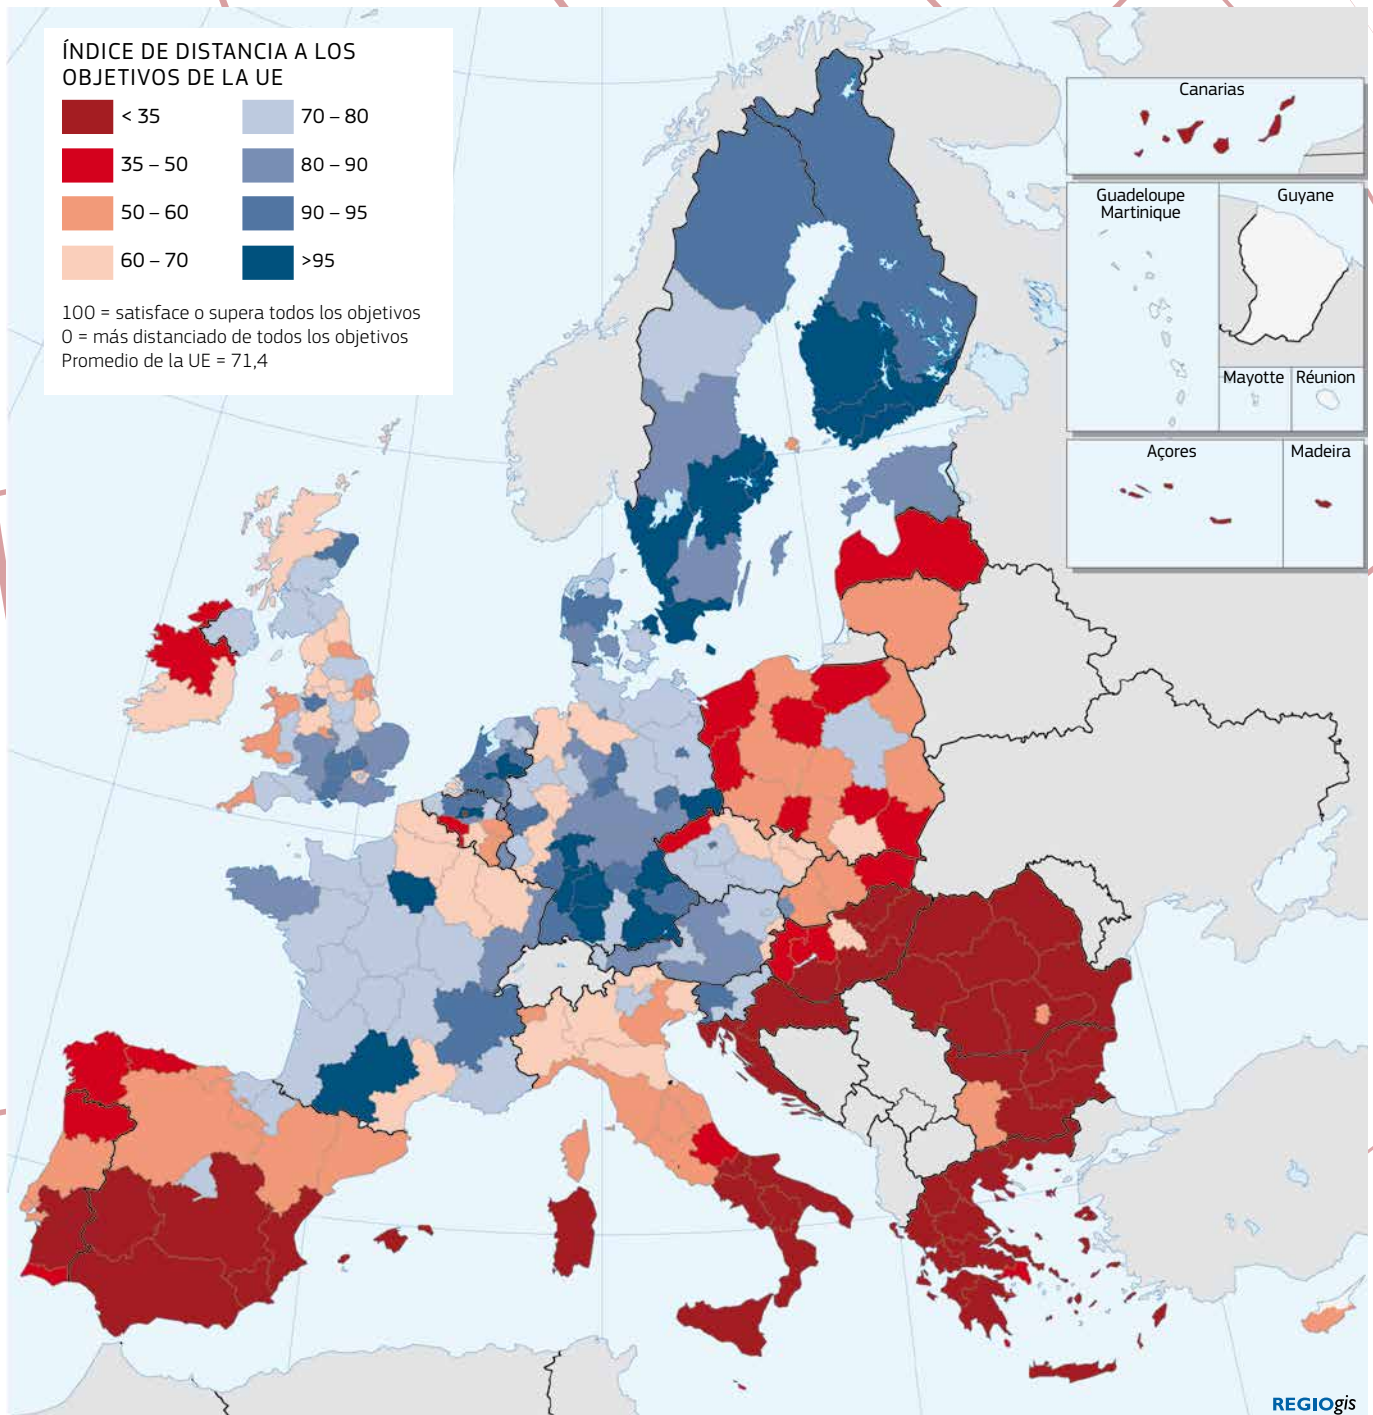 ÍNDICE DE DISTANCIA A LOS
OBJETIVOS DE LA UE
< 35
70 – 80
35 – 50
80 – 90
50 – 60
90 – 95
60 – 70
>95
100 = satisface o supera todos los objetivos
0 = más distanciado de todos los objetivos
Promedio de la UE = 71,4
Canarias
Guadeloupe
Martinique
Guyane
Mayotte
Réunion
Açores
Madeira
REGIOgis